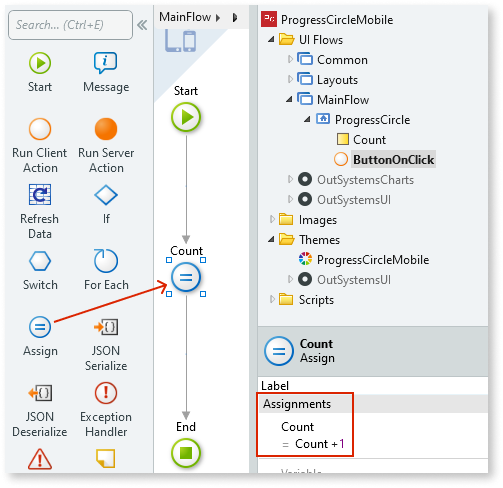 Search... (Ctrl+E)
Start
Message
Run Client
Action
Run Server
Action
Refresh
Data
If
Switch
For Each
Assign
JSON
Serialize
JSON
Deserialize
Exception
Handler
MainFlow
Start
Count
End
ProgressCircleMobile
UI Flows
Common
Layouts
MainFlow
ProgressCircle
Count
ButtonOnClick
OutSystemsCharts
OutSystemsUI
Images
Themes
ProgressCircleMobile
OutSystemsUI
Scripts
Count
Assign
Label
Assignments
Count
= Count +1
Variable